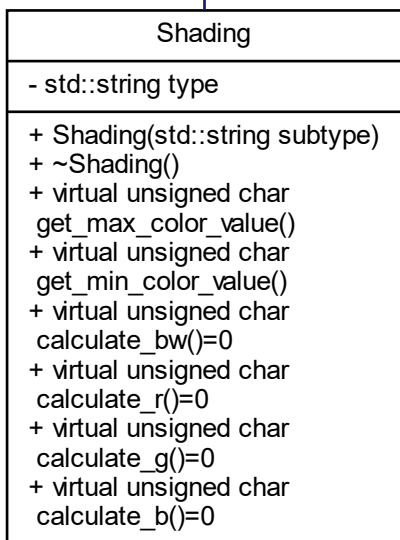 Shading
- std::string type
+ Shading(std::string subtype)
+ ~Shading()
+ virtual unsigned char
get_max_color_value()
+ virtual unsigned char
get_min_color_value()
+ virtual unsigned char
calculate_bw()=0
+ virtual unsigned char
calculate_r()=0
+ virtual unsigned char
calculate_g()=0
+ virtual unsigned char
calculate_b()=0